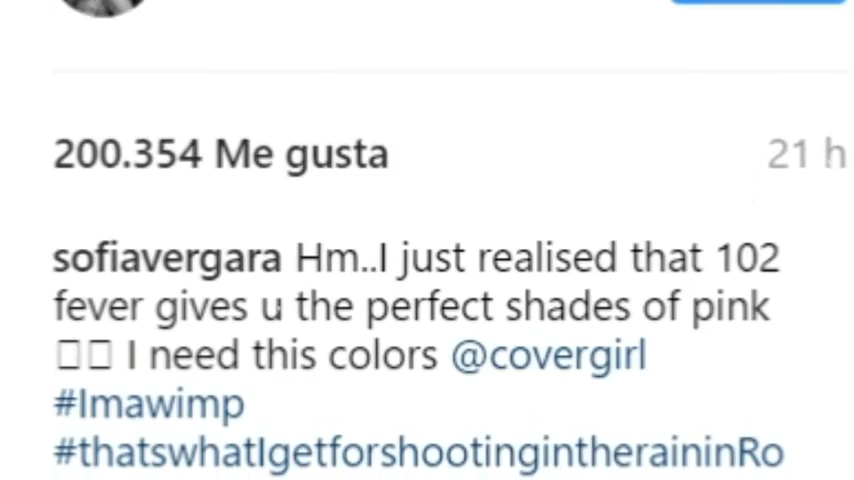 200.354 Me gusta
21 h
sofiavergara Hm..I just realised that 102
fever gives u the perfect shades of pink
□□ I need this colors @covergirl
#Imawimp
#thatswhatIgetforshootingintheraininRo